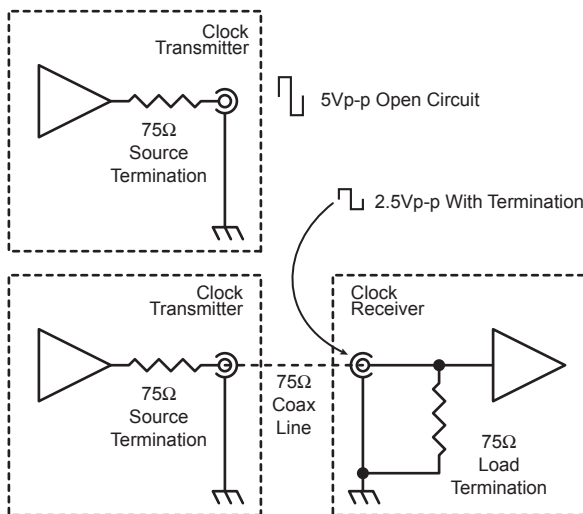 Clock
Transmitter
75Ω
Source
Termination
5Vp-p Open Circuit
2.5Vp-p With Termination
Clock
Transmitter
75Ω
Source
Termination
75Ω
Coax
Line
Clock
Receiver
75Ω
Load
Termination